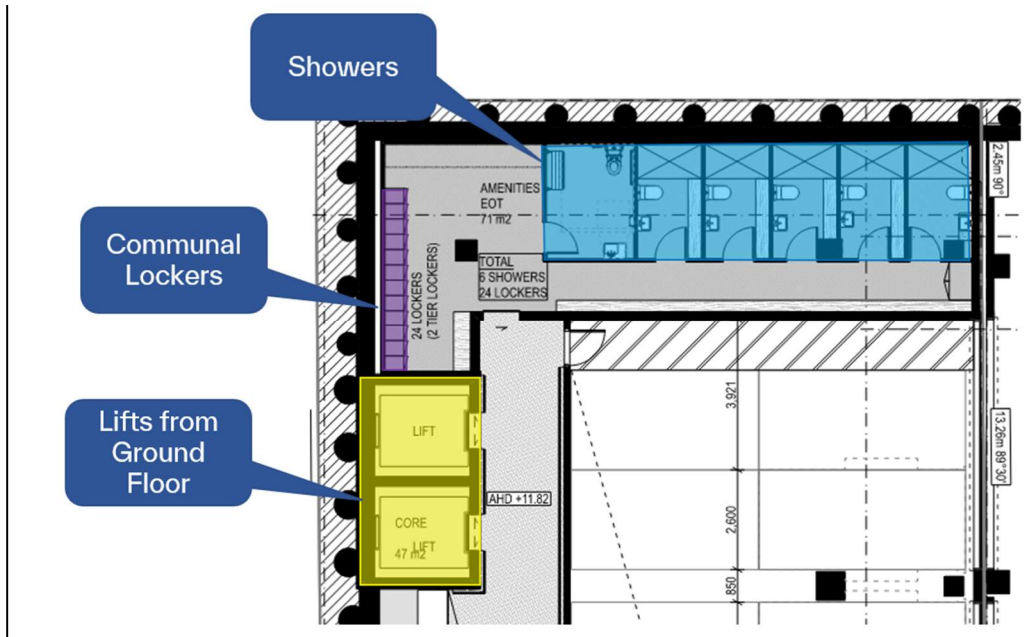 Showers
AMENITIES
EOT
71 m2
2.45m 90°
Communal
Lockers
24 LOCKERS
(2 TIER LOCKERS)
TOTAL
6 SHOWERS
24 LOCKERS
3,921
Lifts from
Ground
Floor
LIFT
13.26m 89°30'
AHD +11.82
CORE
LIFT
47 m2
2,600
850